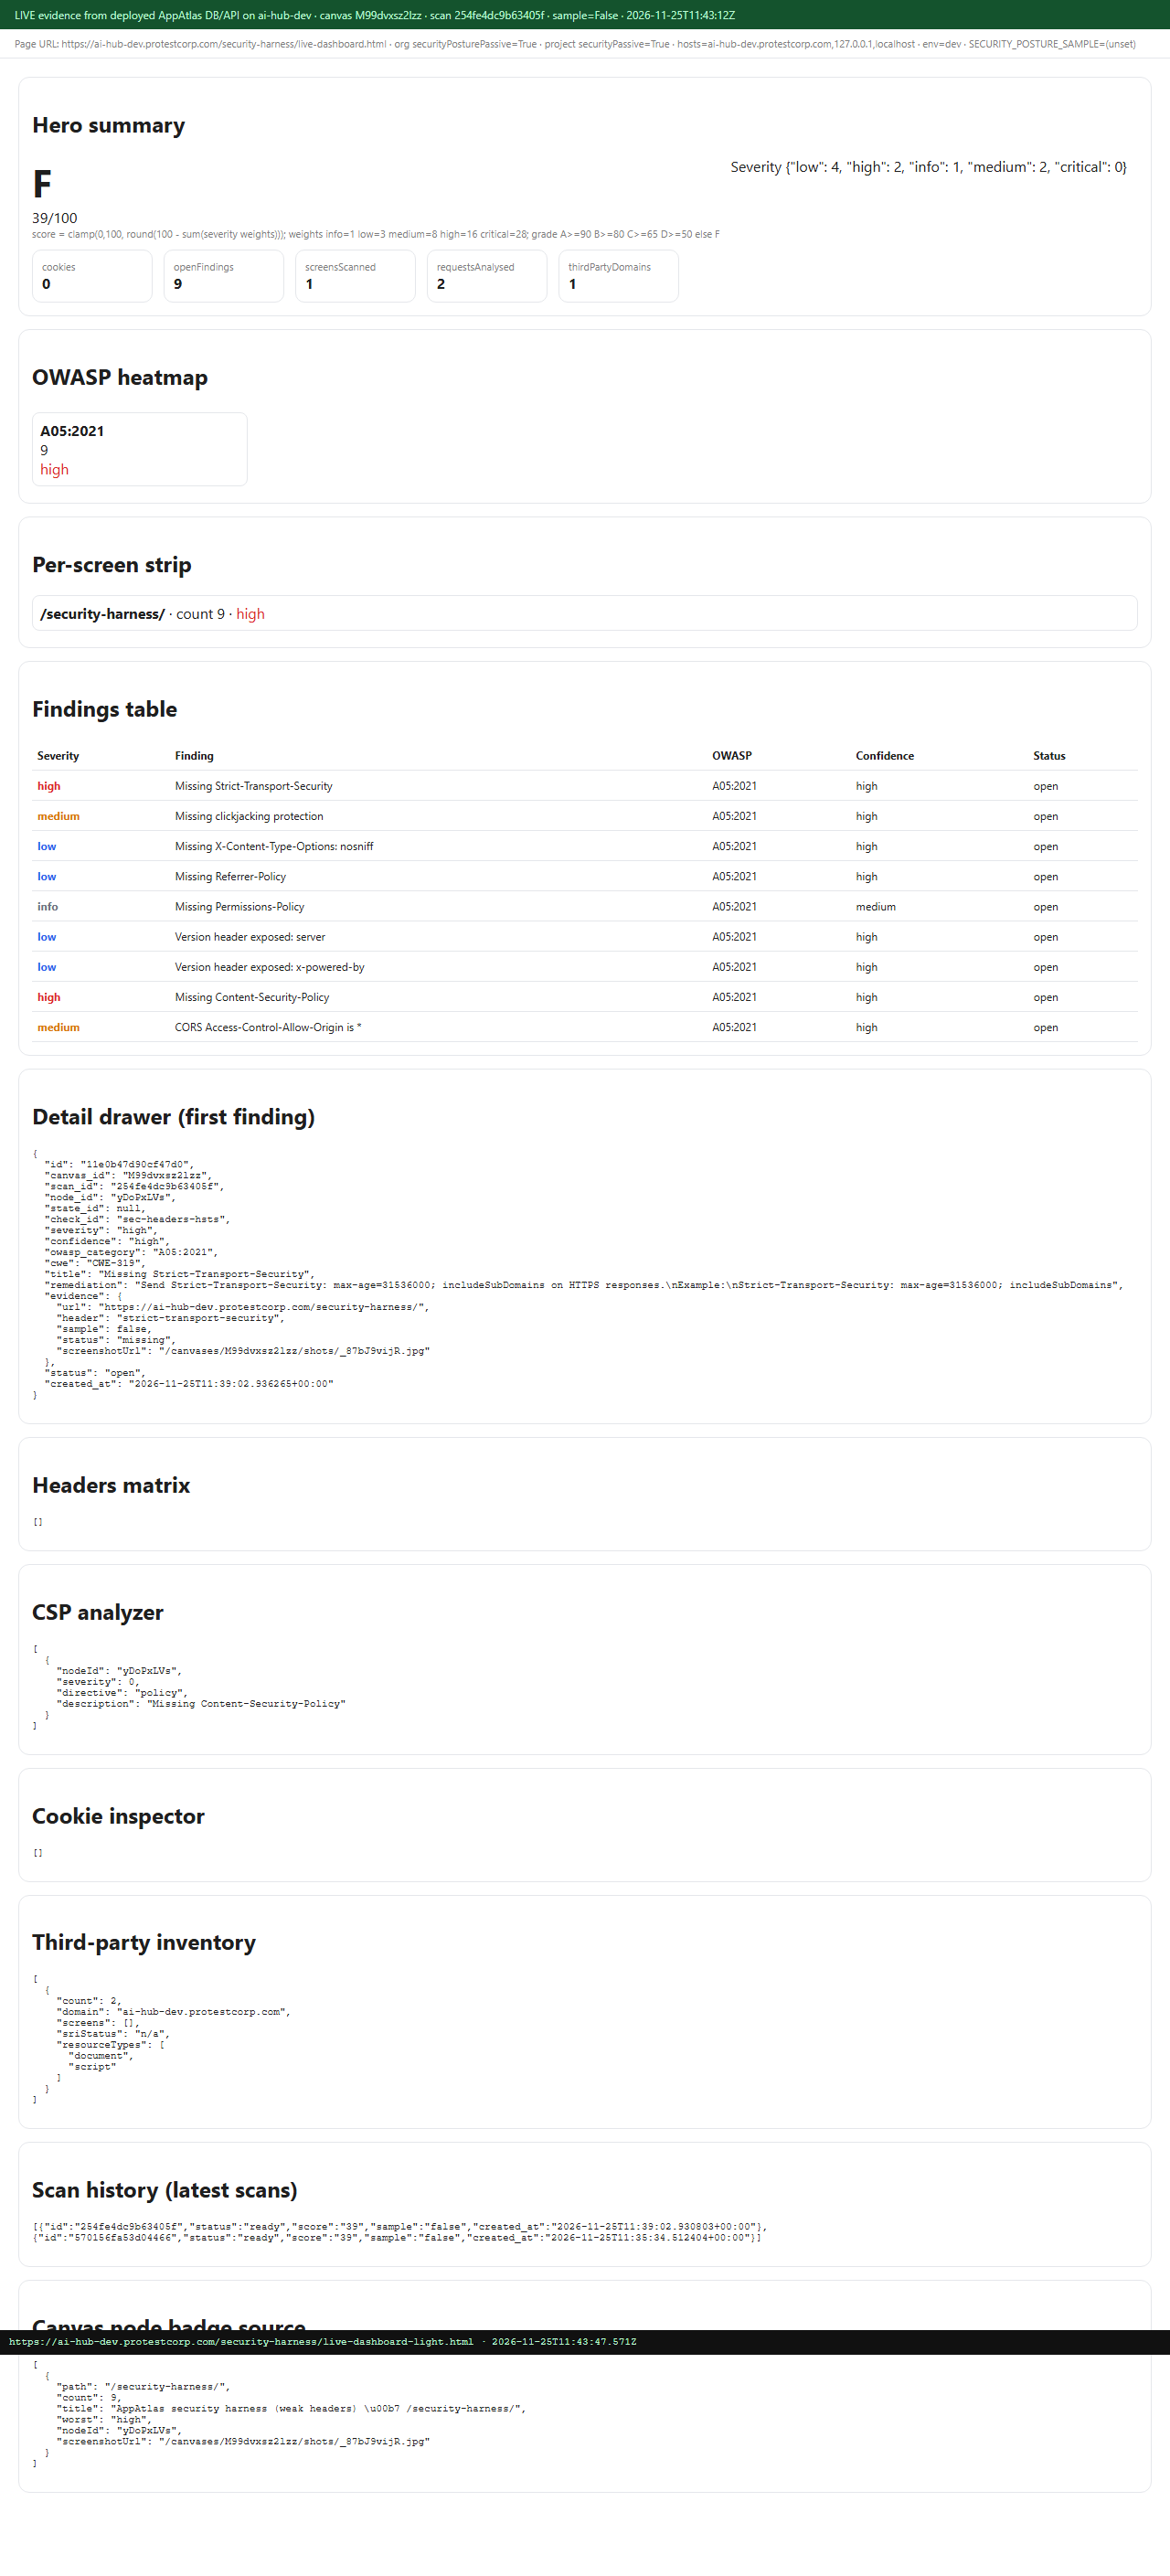 LIVE evidence from deployed AppAtlas DB/API on ai-hub-dev · canvas M99dvxsz2lzz · scan 254fe4dc9b63405f · sample=False · 2026-11-25T11:43:12Z
Page URL: https://ai-hub-dev.protestcorp.com/security-harness/live-dashboard.html · org securityPosturePassive=True · project securityPassive=True · hosts=ai-hub-dev.protestcorp.com,127.0.0.1,localhost · env=dev · SECURITY_POSTURE_SAMPLE=(unset)
Hero summary
F
Severity {"low": 4, "high": 2, "info": 1, "medium": 2, "critical": 0}
39/100
score = clamp(0,100, round(100 - sum(severity weights))); weights info=1 low=3 medium=8 high=16 critical=28; grade A>=90 B>=80 C>=65 D>=50 else F
cookies
0
openFindings
9
screensScanned
1
requestsAnalysed
2
thirdPartyDomains
1
OWASP heatmap
A05:2021
9
high
Per-screen strip
/security-harness/ · count 9 · high
Findings table
Severity Finding OWASP Confidence Status
high Missing Strict-Transport-Security A05:2021 high open
medium Missing clickjacking protection A05:2021 high open
low Missing X-Content-Type-Options: nosniff A05:2021 high open
low Missing Referrer-Policy A05:2021 high open
info Missing Permissions-Policy A05:2021 medium open
low Version header exposed: server A05:2021 high open
low Version header exposed: x-powered-by A05:2021 high open
high Missing Content-Security-Policy A05:2021 high open
medium CORS Access-Control-Allow-Origin is * A05:2021 high open
Detail drawer (first finding)
{
"id": "11e0b47d90cf47d0",
"canvas_id": "M99dvxsz2lzz",
"scan_id": "254fe4dc9b63405f",
"node_id": "yDoPxLVs",
"state_id": null,
"check_id": "sec-headers-hsts",
"severity": "high",
"confidence": "high",
"owasp_category": "A05:2021",
"cwe": "CWE-319",
"title": "Missing Strict-Transport-Security",
"remediation": "Send Strict-Transport-Security: max-age=31536000; includeSubDomains on HTTPS responses.\nExample:\nStrict-Transport-Security: max-age=31536000; includeSubDomains",
"evidence": {
"url": "https://ai-hub-dev.protestcorp.com/security-harness/",
"header": "strict-transport-security",
"sample": false,
"status": "missing",
"screenshotUrl": "/canvases/M99dvxsz2lzz/shots/_87bJ9vijR.jpg"
},
"status": "open",
"created_at": "2026-11-25T11:39:02.936265+00:00"
}
Headers matrix
[]
CSP analyzer
[
{
"nodeId": "yDoPxLVs",
"severity": 0,
"directive": "policy",
"description": "Missing Content-Security-Policy"
}
]
Cookie inspector
[]
Third-party inventory
[
{
"count": 2,
"domain": "ai-hub-dev.protestcorp.com",
"screens": [],
"sriStatus": "n/a",
"resourceTypes": [
"document",
"script"
]
}
]
Scan history (latest scans)
[{"id":"254fe4dc9b63405f","status":"ready","score":"39","sample":"false","created_at":"2026-11-25T11:39:02.930803+00:00"},
{"id":"570156fa53d04466","status":"ready","score":"39","sample":"false","created_at":"2026-11-25T11:35:34.512404+00:00"}]
Canvas node badge source
https://ai-hub-dev.protestcorp.com/security-harness/live-dashboard-light.html · 2026-11-25T11:43:47.571Z
[
{
"path": "/security-harness/",
"count": 9,
"title": "AppAtlas security harness (weak headers) \u00b7 /security-harness/",
"worst": "high",
"nodeId": "yDoPxLVs",
"screenshotUrl": "/canvases/M99dvxsz2lzz/shots/_87bJ9vijR.jpg"
}
]